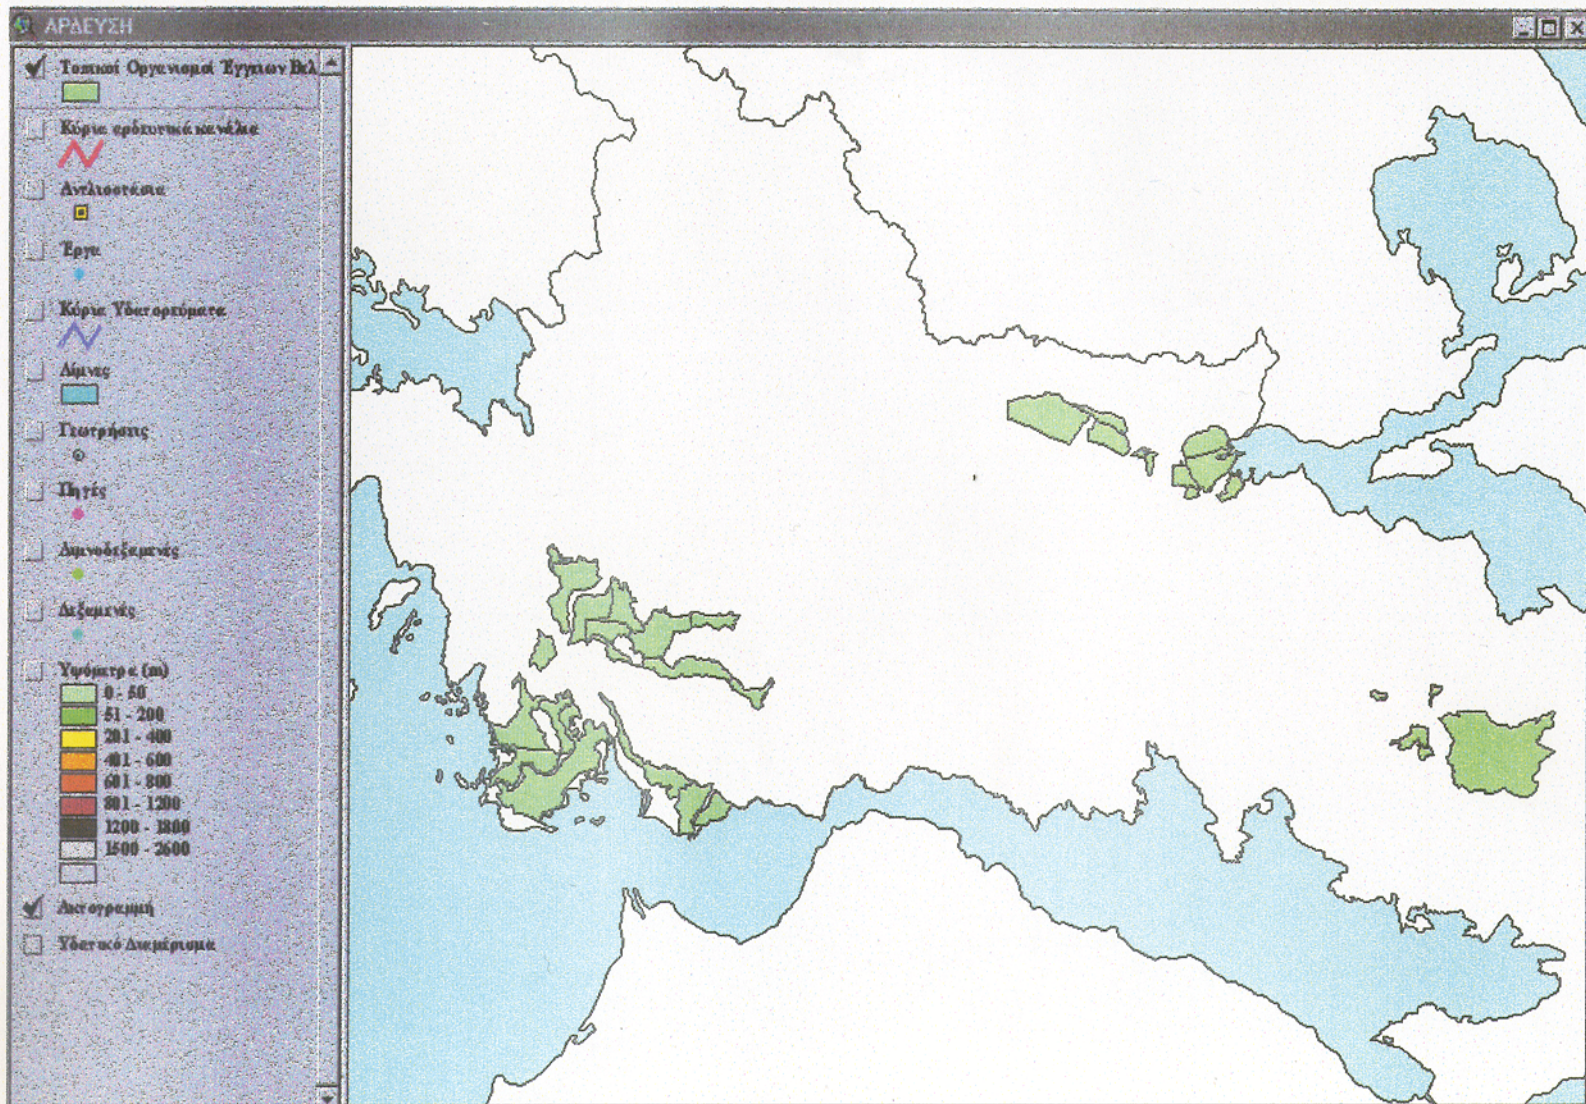 ΑΡΔΕΥΣΗ
Τοπικοί Οργανισμοί Έγγειων Βελ
Κύρια αρδευτικά κανάλια
Αντλιοστάσια
Έργα
Κύρια Υδατορεύματα
Λίμνες
Γεωτρήσεις
Πηγές
Λιμνοδεξαμενές
Δεξαμενές
Υψόμετρα (m)
0 - 50
51 - 200
201 - 400
401 - 600
601 - 800
801 - 1200
1200 - 1800
1500 - 2600
Ακτογραμμή
Υδατικό Διαμέρισμα